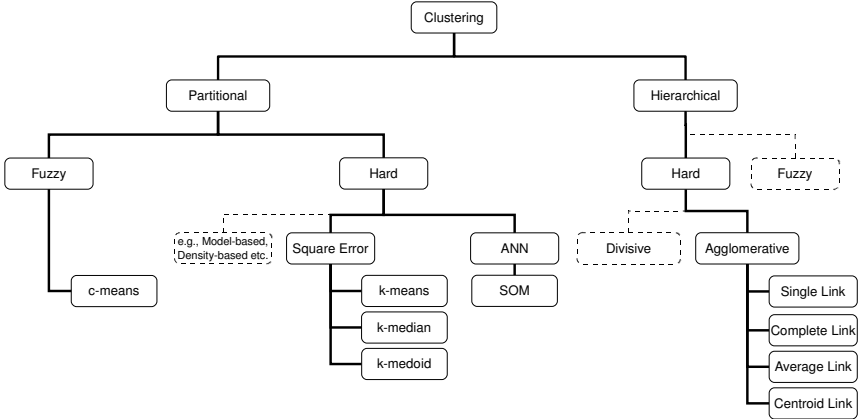 Clustering
Partitional
Hierarchical
Fuzzy
Hard
Hard
Fuzzy
e.g., Model-based,
Density-based etc.
Square Error
ANN
Divisive
Agglomerative
c-means
k-means
SOM
Single Link
k-median
Complete Link
k-medoid
Average Link
Centroid Link